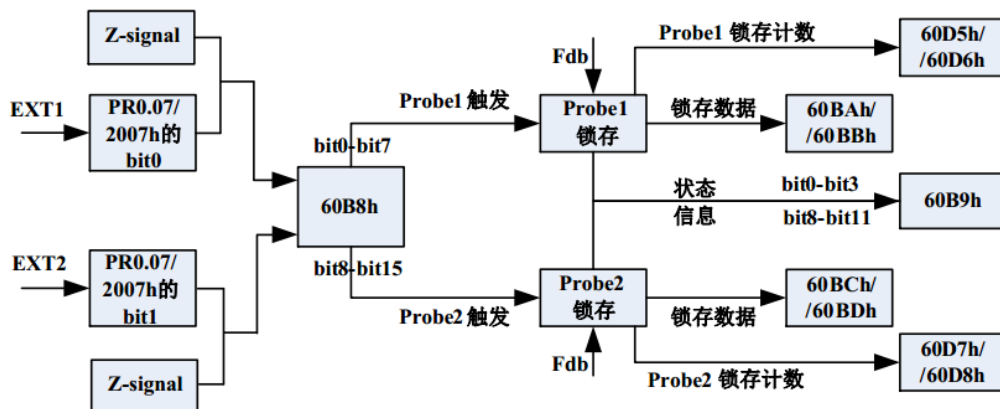 Z-signal
EXT1
PR0.07/
2007h的
bit0
EXT2
PR0.07/
2007h的
bit1
Z-signal
bit0-bit7
60B8h
bit8-bit15
Probe1 触发
Probe2 触发
Fdb
Probe1
锁存
Probe1 锁存计数
60D5h/
/60D6h
锁存数据
60BAh/
/60BBh
状态
信息
bit0-bit3
bit8-bit11
60B9h
Probe2
锁存
Fdb
锁存数据
60BCh/
/60BDh
Probe2 锁存计数
60D7h/
/60D8h